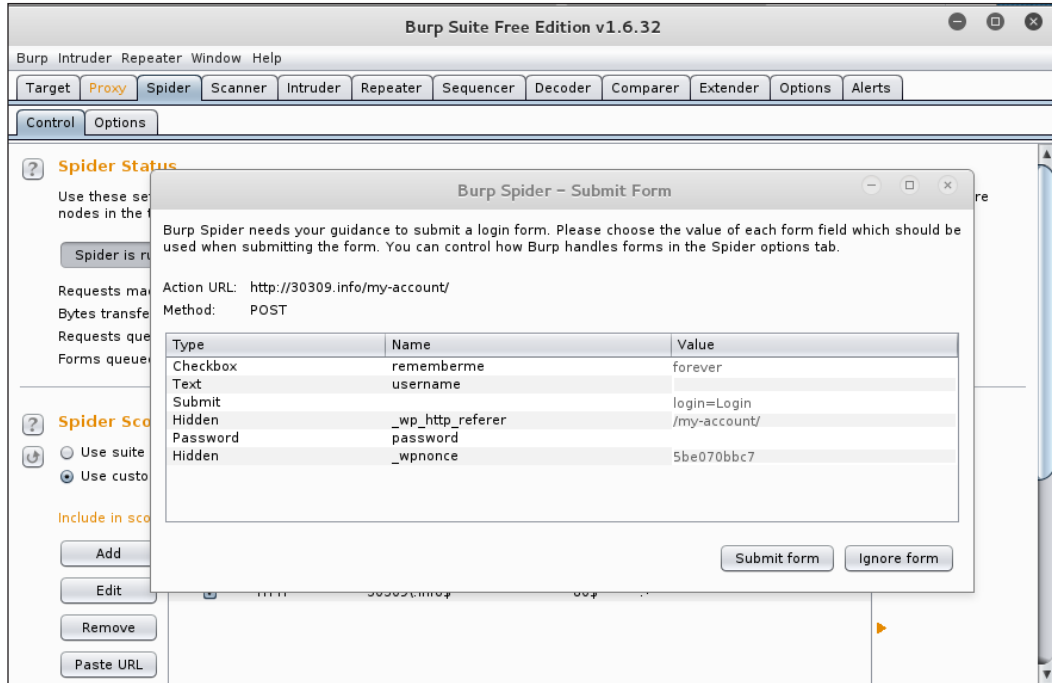 Burp Suite Free Edition v1.6.32
Burp Intruder Repeater Window Help
Target Proxy Spider Scanner Intruder Repeater Sequencer Decoder Comparer Extender Options Alerts
Control Options
? Spider Status
Use these se re
nodes in the
Spider is ru
Requests ma
Bytes transfe
Requests que
Forms queue
Burp Spider – Submit Form
Burp Spider needs your guidance to submit a login form. Please choose the value of each form field which should be
used when submitting the form. You can control how Burp handles forms in the Spider options tab.
Action URL: http://30309.info/my-account/
Method: POST
Type Name Value
Checkbox rememberme forever
Text username
Submit login=Login
Hidden _wp_http_referer /my-account/
Password password
Hidden _wpnonce 5be070bbc7
Submit form Ignore form
? Spider Sco
Use suite
Use custo
Include in sco
Add
Edit
Remove
Paste URL